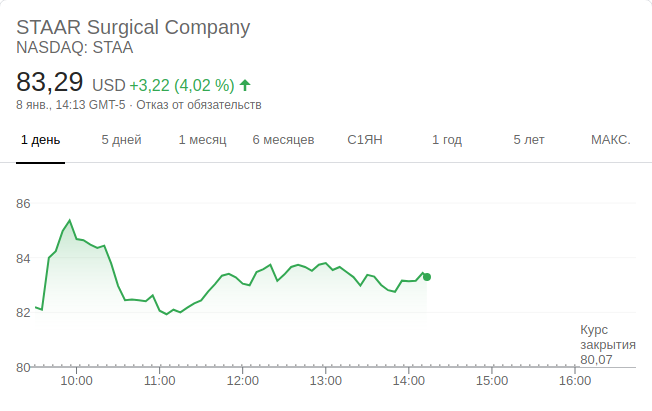 STAAR Surgical Company
NASDAQ: STAA
83,29 USD +3,22 (4,02 %)
8 янв., 14:13 GMT-5 · Отказ от обязательств
1 день 5 дней 1 месяц 6 месяцев С1ЯН 1 год 5 лет МАКС.
86
84
82
80
Курс
закрытия
80,07
10:00 11:00 12:00 13:00 14:00 15:00 16:00